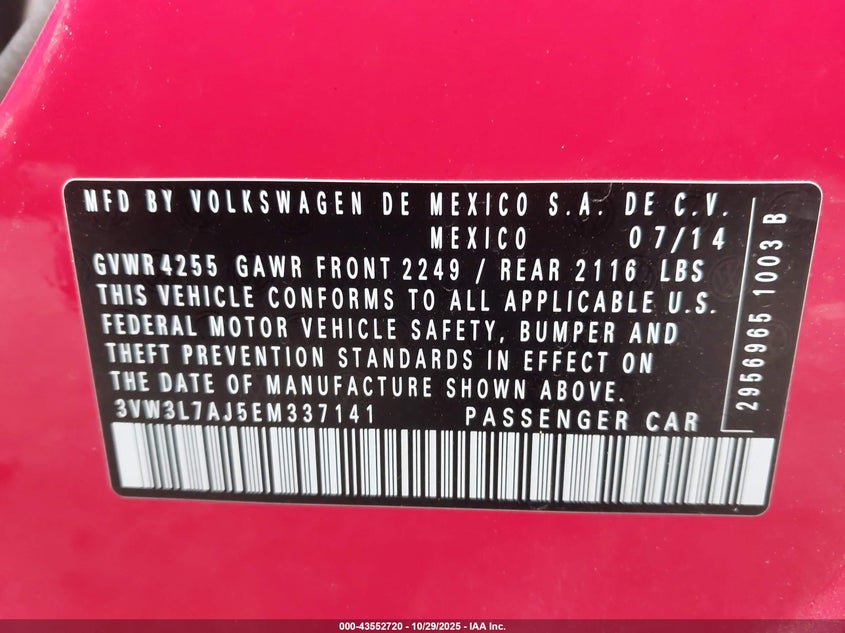 MFD BY VOLKSWAGEN DE MEXICO S.A. DE C.V.
MEXICO 07/14
GVWR4255 GAWR FRONT 2249 / REAR 2116 LBS
THIS VEHICLE CONFORMS TO ALL APPLICABLE U.S.
FEDERAL MOTOR VEHICLE SAFETY, BUMPER AND
THEFT PREVENTION STANDARDS IN EFFECT ON
THE DATE OF MANUFACTURE SHOWN ABOVE.
3VW3L7AJ5EM337141 PASSENGER CAR
2956965 1003 B
000-43552720 - 10/29/2025 - IAA Inc.